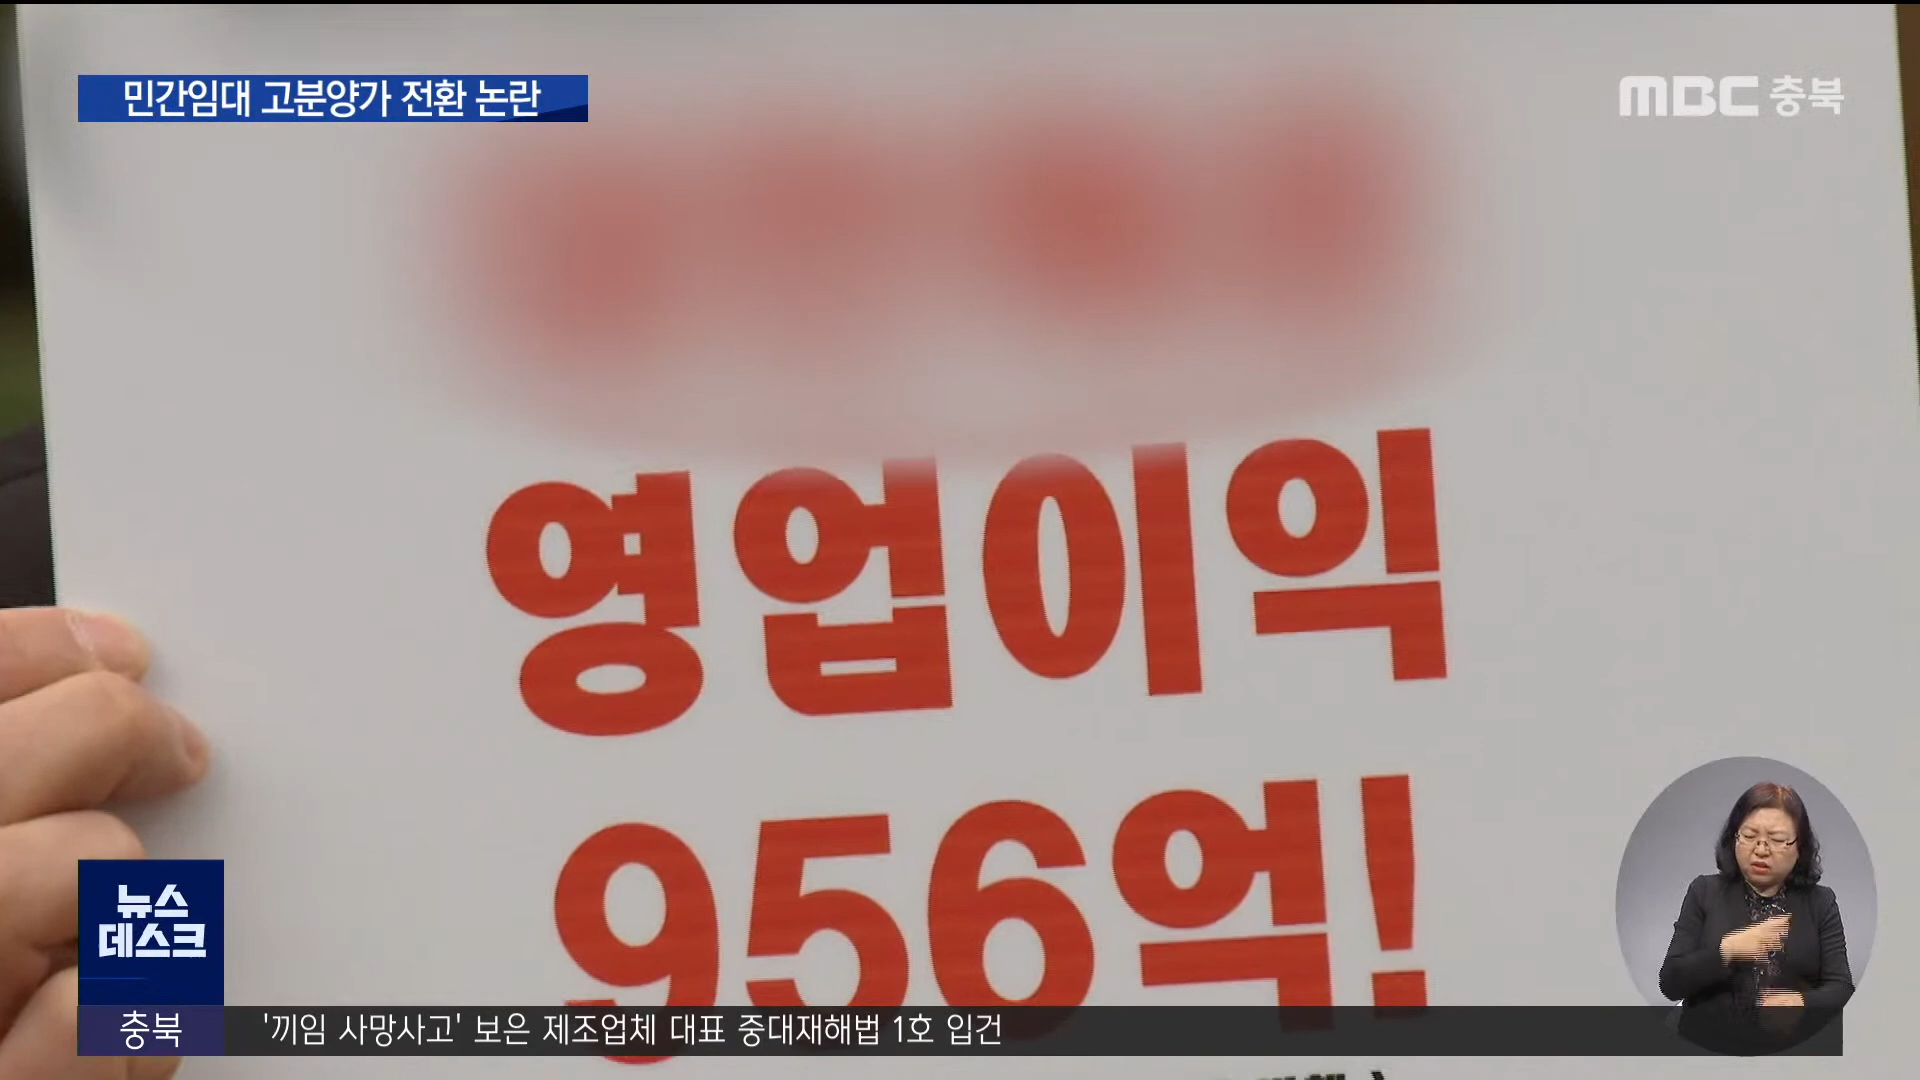 민간임대 고분양가 전환 논란
MBC 충북
영업이익
956억!
뉴스
데스크
충북
'끼임 사망사고' 보은 제조업체 대표 중대재해법 1호 입건